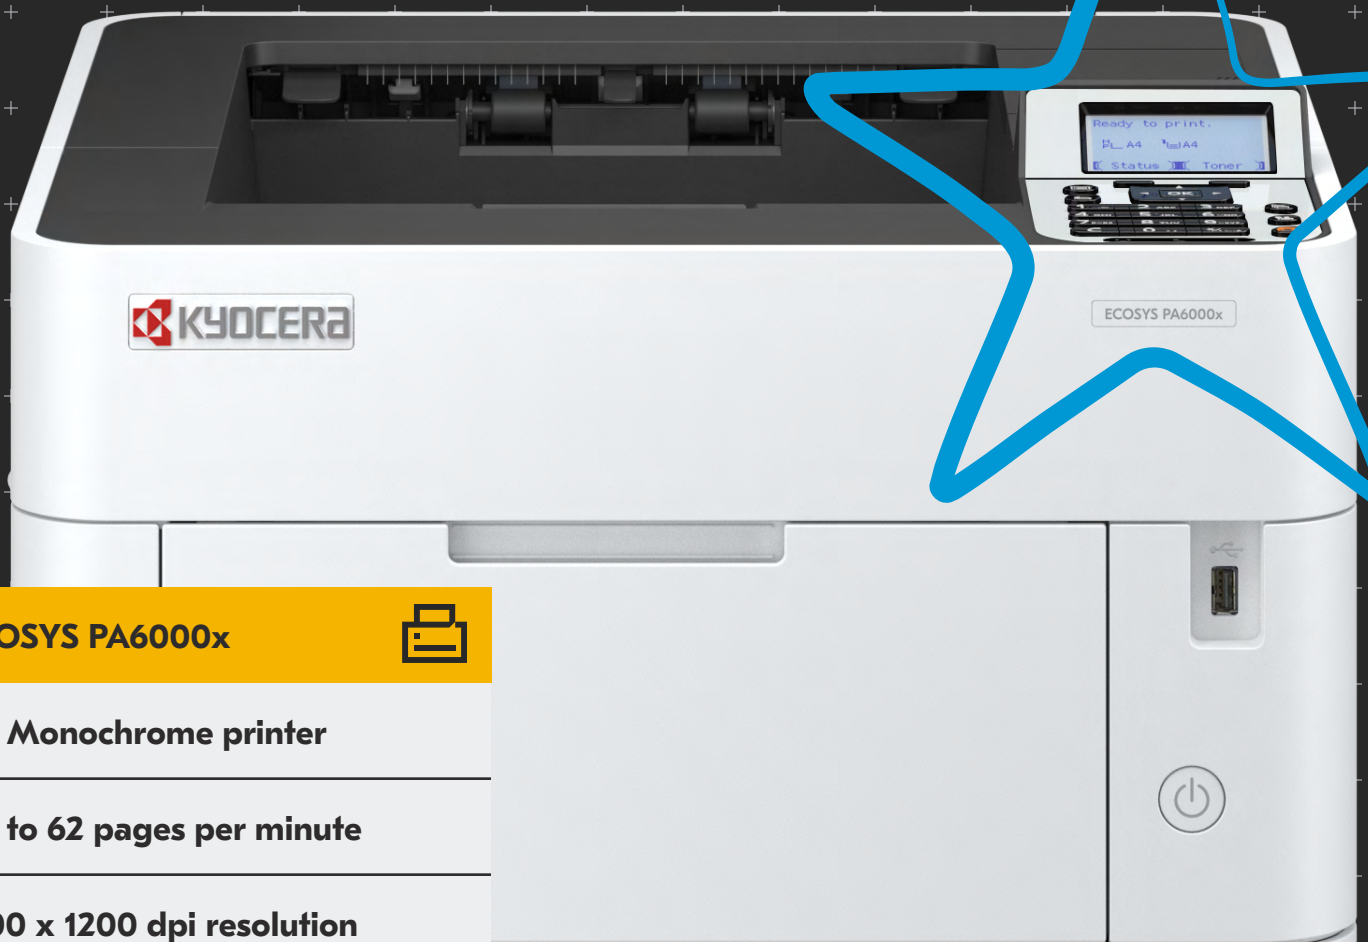 Ready to print.
A4 A4
Status Toner
OK
KYOCERA
ECOSYS PA6000x
OSYS PA6000x
Monochrome printer
to 62 pages per minute
00 x 1200 dpi resolution